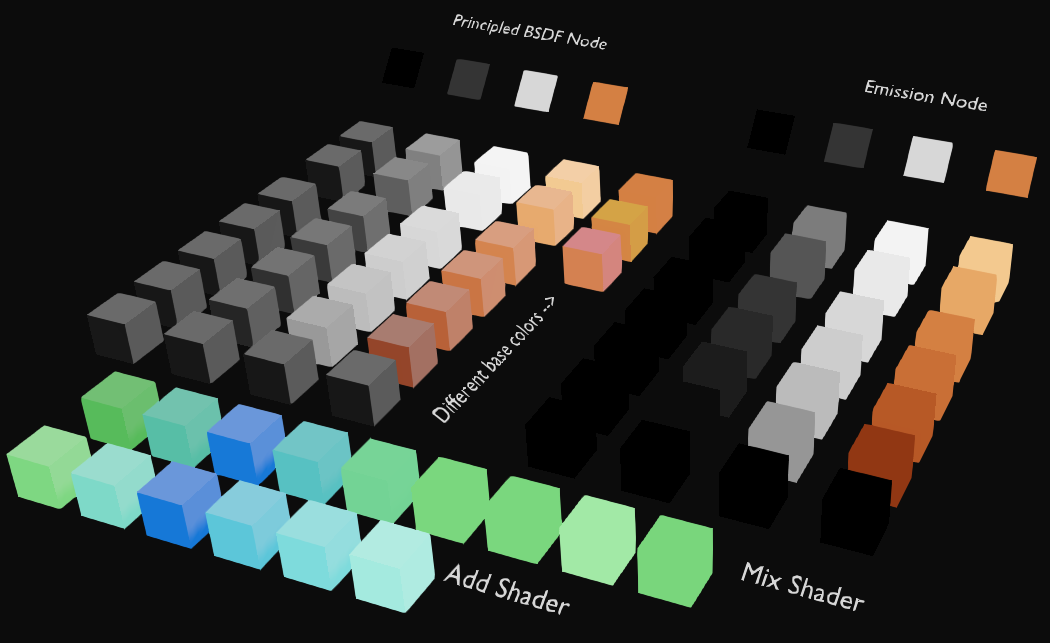 Principled BSDF Node
Emission Node
Different base colors -->
Add Shader
Mix Shader